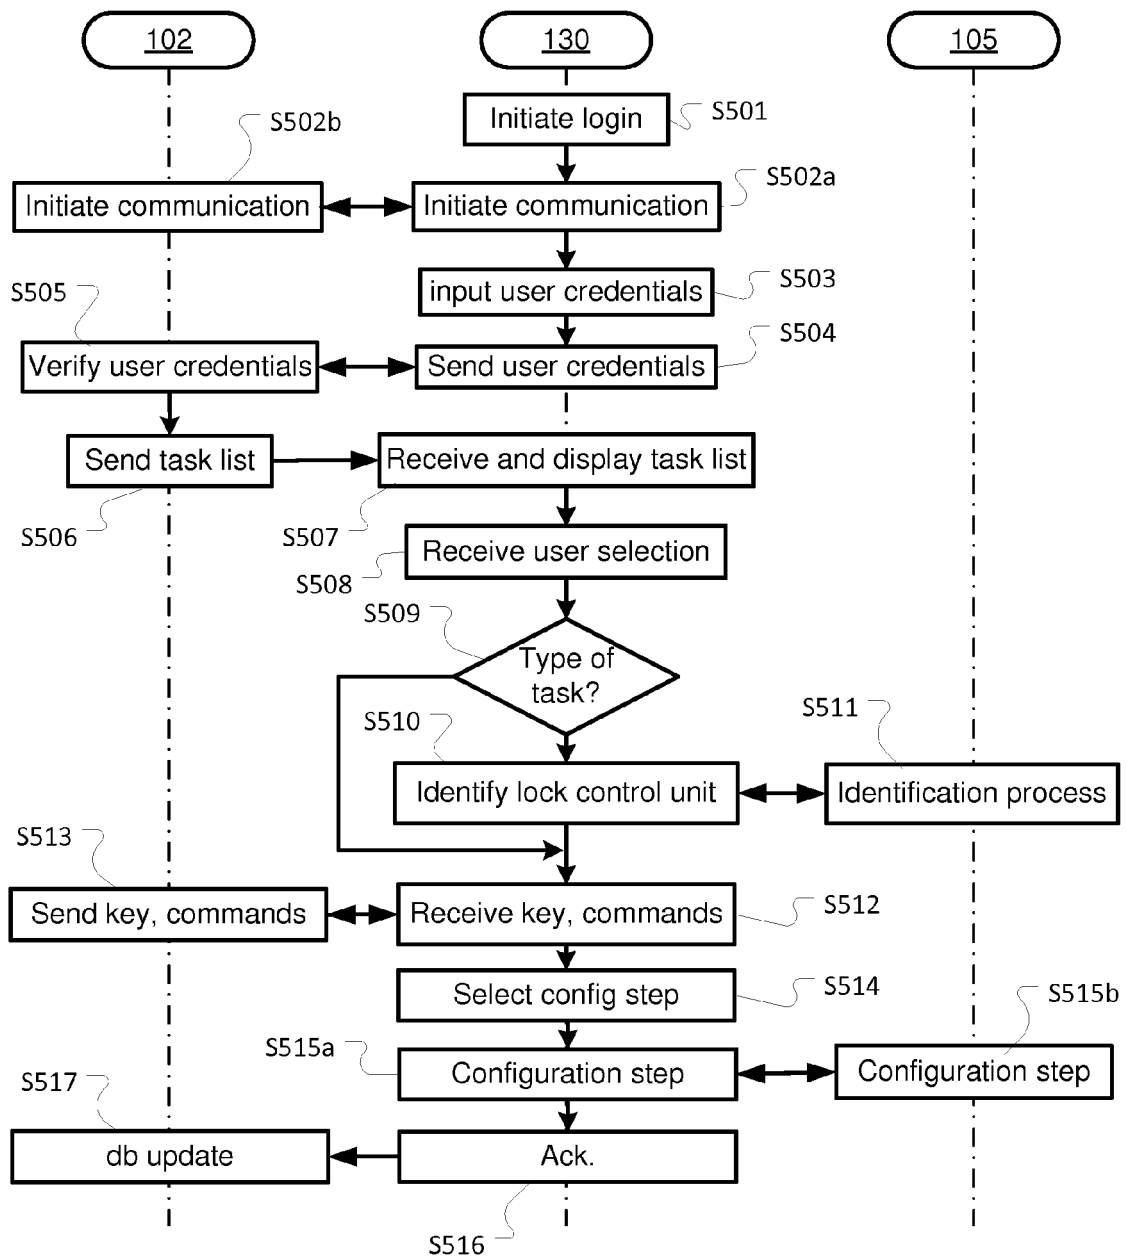 102
130
105
Initiate login
S501
S502b
S502a
Initiate communication
Initiate communication
S505
input user credentials
S503
S504
Verify user credentials
Send user credentials
Send task list
Receive and display task list
S506
S507
Receive user selection
S508
S509
Type of
task?
S510
S511
Identify lock control unit
Identification process
S513
Send key, commands
Receive key, commands
S512
Select config step
S514
S515b
S515a
Configuration step
Configuration step
S517
db update
Ack.
S516